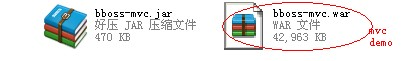 bboss-mvc.jar
好压 JAR 压缩文件
470 KB
bboss-mvc.war
WAR 文件
42,963 KB
mvc
demo